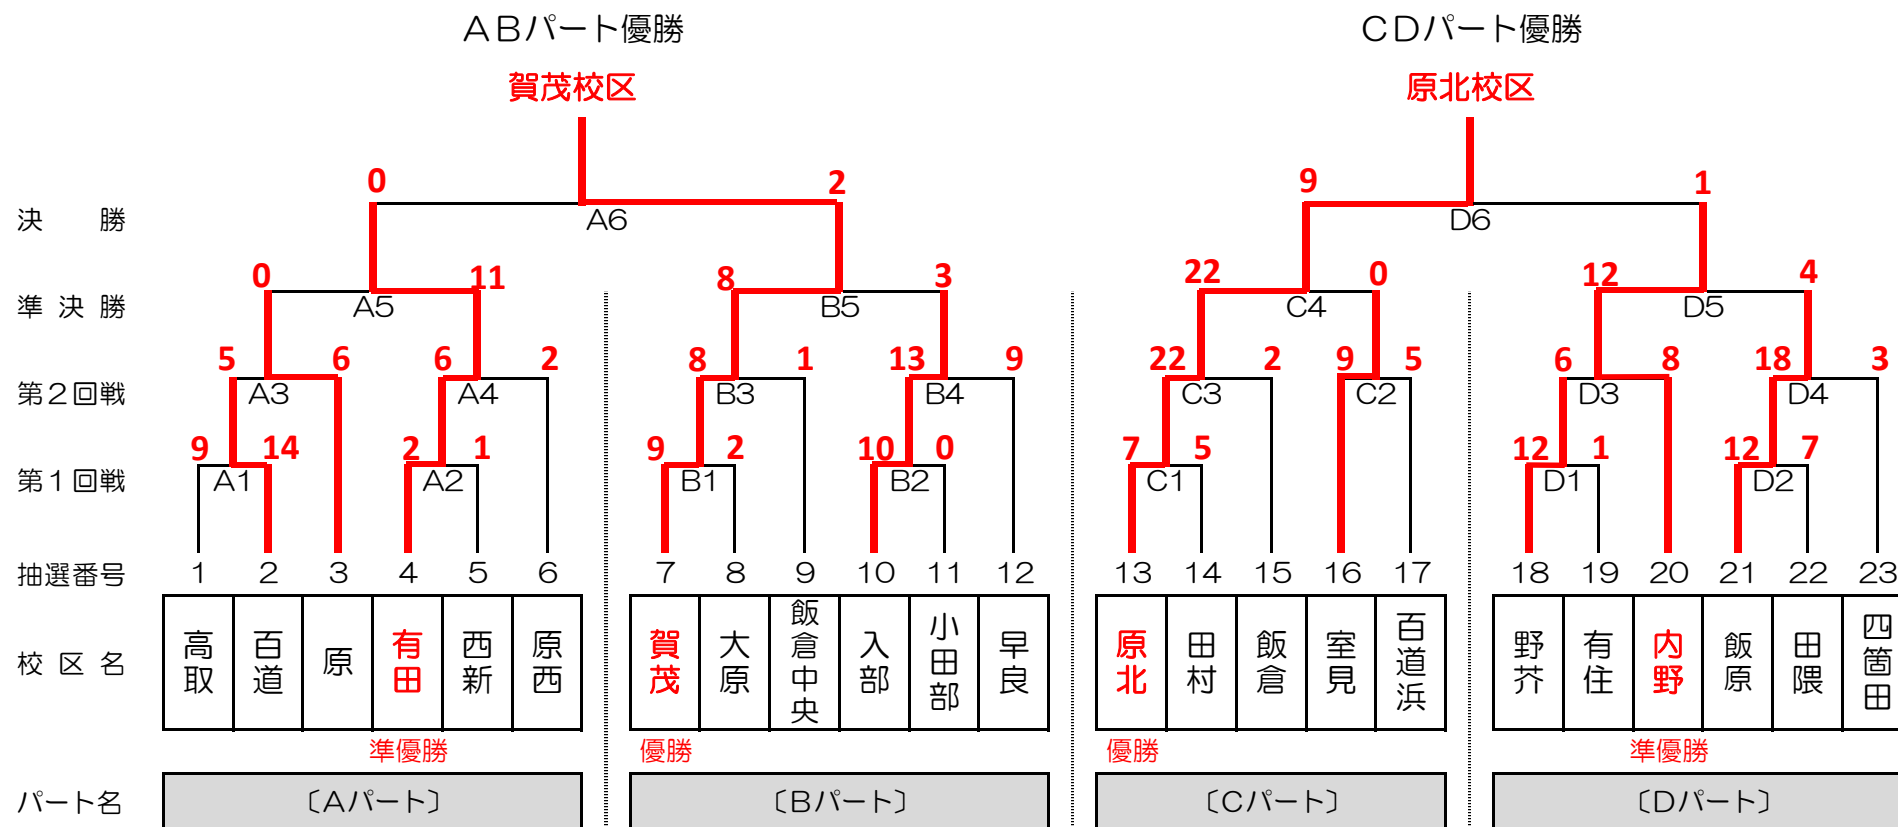 ABパート優勝 CDパート優勝
賀茂校区 原北校区
0 2 9 1
決勝 A6 D6
0 11 8 3 22 0 12 4
準決勝 A5 B5 C4 D5
5 6 6 2 8 1 13 9 22 2 9 5 6 8 18 3
第2回戦 A3 A4 B3 B4 C3 C2 D3 D4
9 14 2 1 9 2 10 0 7 5 12 1 12 7
第1回戦 A1 A2 B1 B2 C1 D1 D2
抽選番号 1 2 3 4 5 6 7 8 9 10 11 12 13 14 15 16 17 18 19 20 21 22 23
校区名 高取 百道 原 有田 西新 原西 賀茂 大原 飯倉中央 入部 小田部 早良 原北 田村 飯倉 室見 百道浜 野芥 有住 内野 飯原 田隈 四箇田
準優勝 優勝 優勝 準優勝
パート名 〔Aパート〕 〔Bパート〕 〔Cパート〕 〔Dパート〕